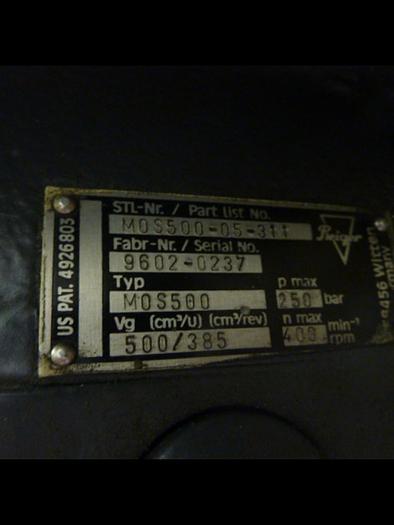 US PAT. 4926803
STL-Nr. / Part List No.
MOS500-05-311
Fabr-Nr. / Serial No.
9602-0237
Typ p max
MOS500 250 bar
Vg (cm³/U) (cm³/rev) n max min⁻¹
500/385 rpm
456 Witten